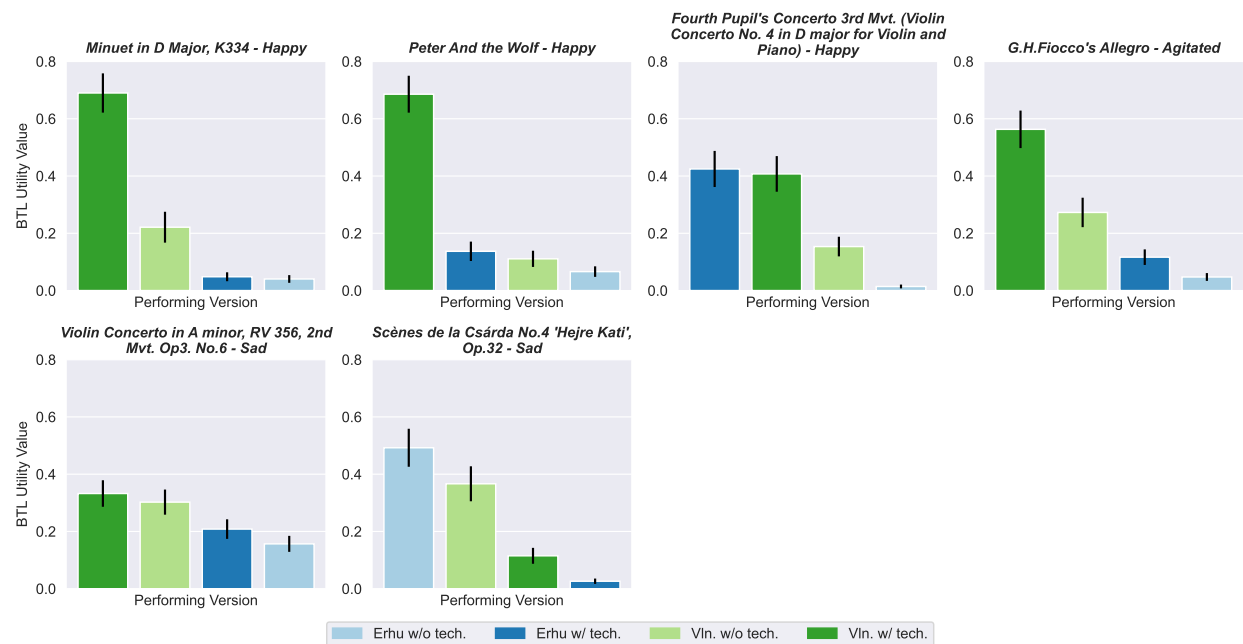 Minuet in D Major, K334 - Happy
0.8
0.6
0.4
0.2
0.0
BTL Utility Value
Performing Version
Peter And the Wolf - Happy
0.8
0.6
0.4
0.2
0.0
Performing Version
Fourth Pupil's Concerto 3rd Mvt. (Violin
Concerto No. 4 in D major for Violin and
Piano) - Happy
0.8
0.6
0.4
0.2
0.0
Performing Version
G.H.Fiocco's Allegro - Agitated
0.8
0.6
0.4
0.2
0.0
Performing Version
Violin Concerto in A minor, RV 356, 2nd
Mvt. Op3. No.6 - Sad
0.8
0.6
0.4
0.2
0.0
BTL Utility Value
Performing Version
Scènes de la Csárda No.4 'Hejre Kati',
Op.32 - Sad
0.8
0.6
0.4
0.2
0.0
Performing Version
Erhu w/o tech. Erhu w/ tech. Vln. w/o tech. Vln. w/ tech.